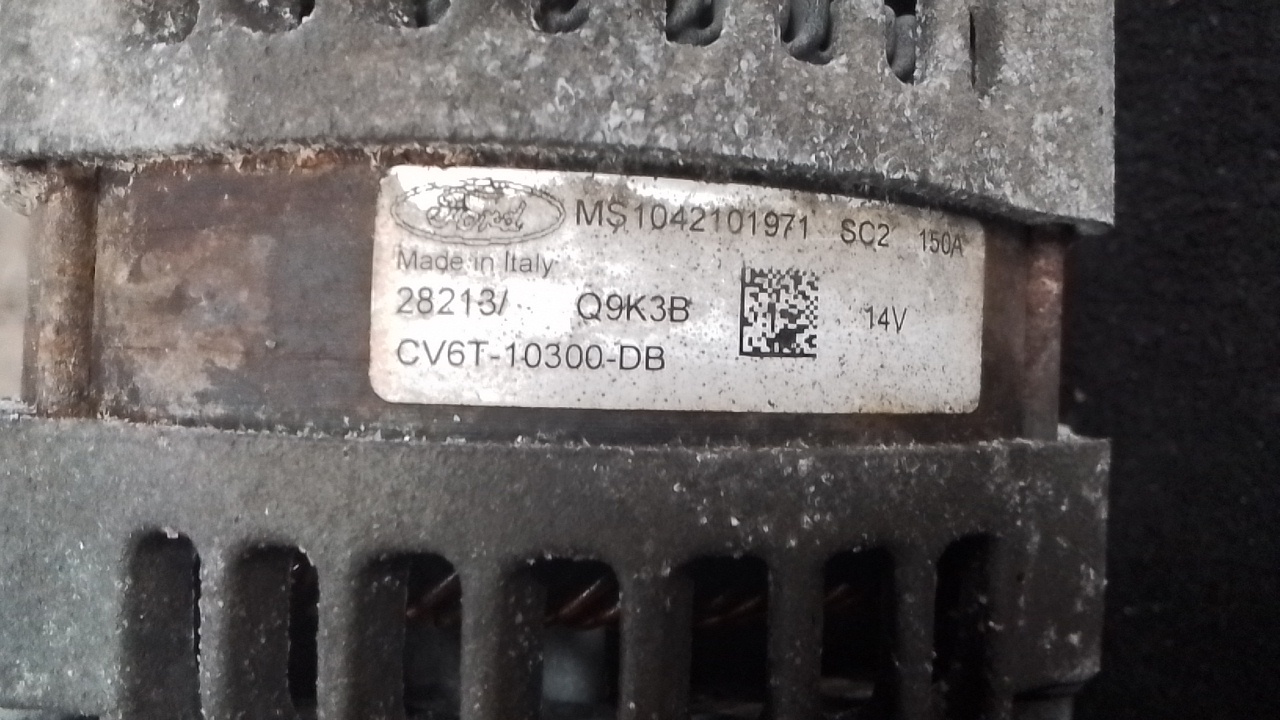 Ford MS1042101971 SC2 150A
Made in Italy
28213/ Q9K3B 14V
CV6T-10300-DB